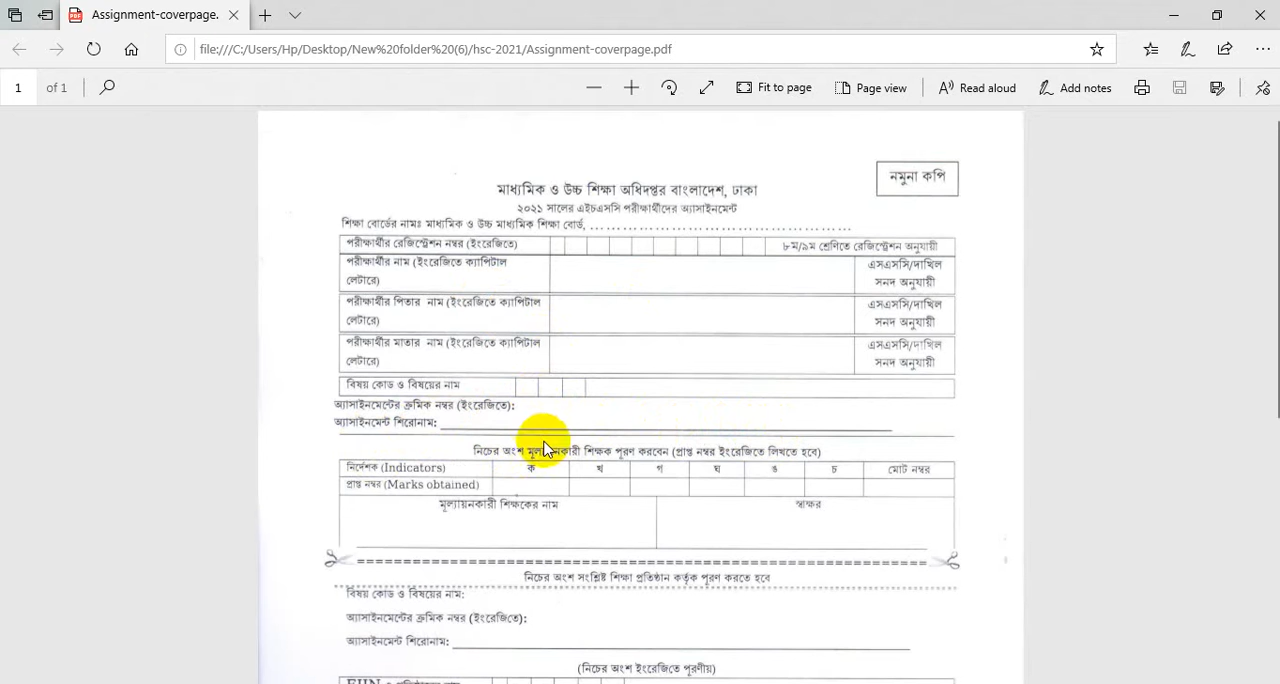 Assignment-coverpage.
file:///C:/Users/Hp/Desktop/New%20folder%20(6)/hsc-2021/Assignment-coverpage.pdf
1 of 1 Fit to page Page view Read aloud Add notes
নমুনা কপি
মাধ্যমিক ও উচ্চ শিক্ষা অধিদপ্তর বাংলাদেশ, ঢাকা
২০২১ সালের এইচএসসি পরীক্ষার্থীদের অ্যাসাইনমেন্ট
শিক্ষা বোর্ডের নামঃ মাধ্যমিক ও উচ্চ মাধ্যমিক শিক্ষা বোর্ড, ................................................
পরীক্ষার্থীর রেজিস্ট্রেশন নম্বর (ইংরেজিতে) ৮ম/৯ম শ্রেণিতে রেজিস্ট্রেশন অনুযায়ী
পরীক্ষার্থীর নাম (ইংরেজিতে ক্যাপিটাল এসএসসি/দাখিল
লেটারে) সনদ অনুযায়ী
পরীক্ষার্থীর পিতার নাম (ইংরেজিতে ক্যাপিটাল এসএসসি/দাখিল
লেটারে) সনদ অনুযায়ী
পরীক্ষার্থীর মাতার নাম (ইংরেজিতে ক্যাপিটাল এসএসসি/দাখিল
লেটারে) সনদ অনুযায়ী
বিষয় কোড ও বিষয়ের নাম
অ্যাসাইনমেন্টের ক্রমিক নম্বর (ইংরেজিতে):
অ্যাসাইনমেন্ট শিরোনাম:
নিচের অংশ মূল্যায়নকারী শিক্ষক পূরণ করবেন (প্রাপ্ত নম্বর ইংরেজিতে লিখতে হবে)
নির্দেশক (Indicators) ক খ গ ঘ ঙ চ মোট নম্বর
প্রাপ্ত নম্বর (Marks obtained)
মূল্যায়নকারী শিক্ষকের নাম স্বাক্ষর
নিচের অংশ সংশ্লিষ্ট শিক্ষা প্রতিষ্ঠান কর্তৃক পূরণ করতে হবে
বিষয় কোড ও বিষয়ের নাম:
অ্যাসাইনমেন্টের ক্রমিক নম্বর (ইংরেজিতে):
অ্যাসাইনমেন্ট শিরোনাম:
(নিচের অংশ ইংরেজিতে পূরণীয়)